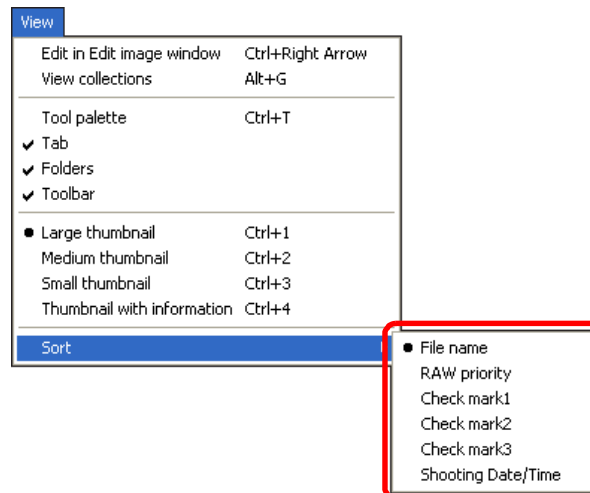 View
Edit in Edit image window Ctrl+Right Arrow
View collections Alt+G
Tool palette Ctrl+T
Tab
Folders
Toolbar
Large thumbnail Ctrl+1
Medium thumbnail Ctrl+2
Small thumbnail Ctrl+3
Thumbnail with information Ctrl+4
Sort
File name
RAW priority
Check mark1
Check mark2
Check mark3
Shooting Date/Time